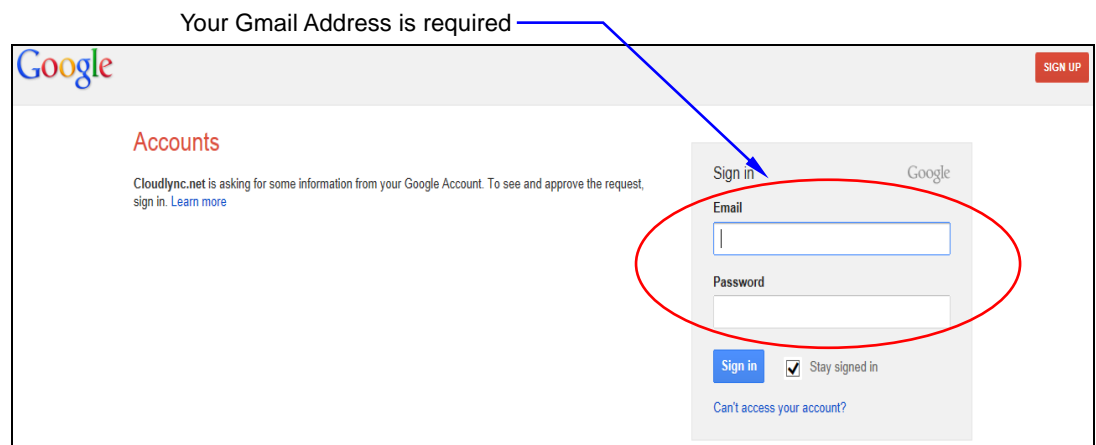 Your Gmail Address is required
Google
SIGN UP
Accounts
Cloudlync.net is asking for some information from your Google Account. To see and approve the request,
sign in. Learn more
Sign in
Google
Email
Password
Sign in
Stay signed in
Can't access your account?